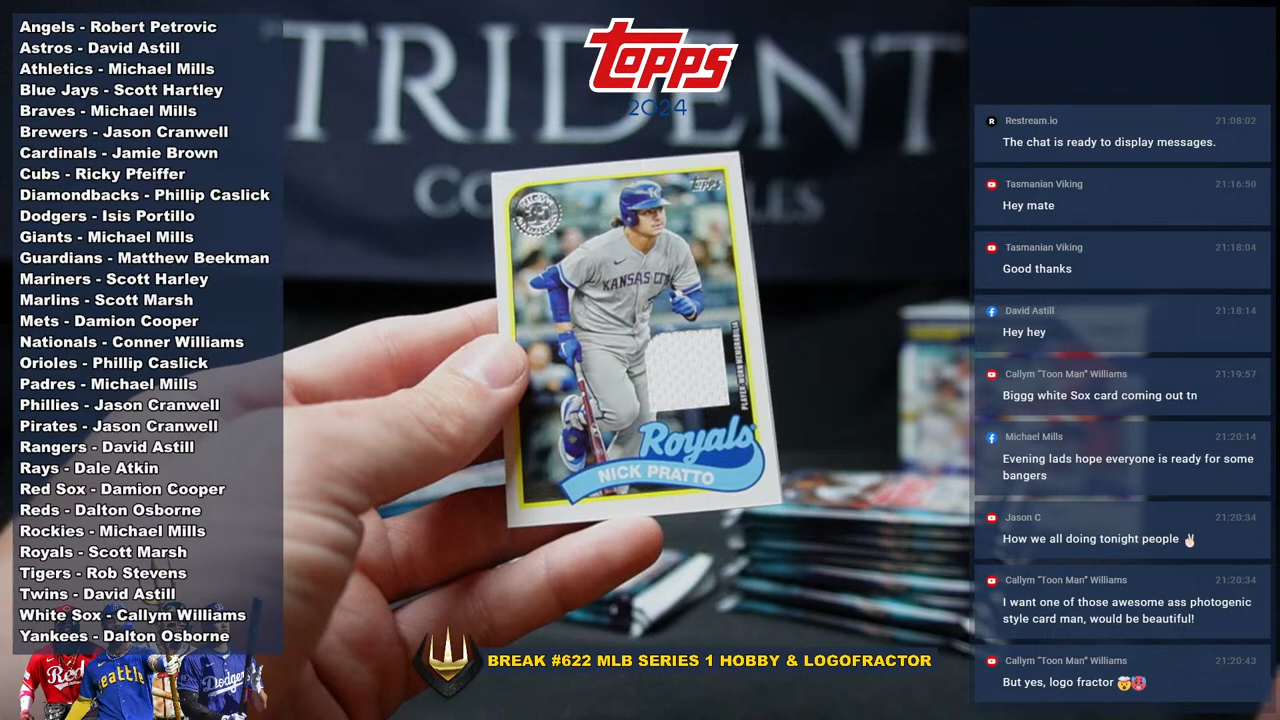 Angels - Robert Petrovic
Astros - David Astill
Athletics - Michael Mills
Blue Jays - Scott Hartley
Braves - Michael Mills
Brewers - Jason Cranwell
Cardinals - Jamie Brown
Cubs - Ricky Pfeiffer
Diamondbacks - Phillip Caslick
Dodgers - Isis Portillo
Giants - Michael Mills
Guardians - Matthew Beekman
Mariners - Scott Harley
Marlins - Scott Marsh
Mets - Damion Cooper
Nationals - Conner Williams
Orioles - Phillip Caslick
Padres - Michael Mills
Philies - Jason Cranwell
Pirates - Jason Cranwell
Rangers - David Astill
Rays - Dale Atkin
Red Sox - Damion Cooper
Reds - Dalton Osborne
Rockies - Michael Mills
Royals - Scott Marsh
Tigers - Rob Stevens
Twins - David Astill
White Sox - Callym Williams
Yankees - Dalton Osborne
Reds
Seattle
Dodgers
TRIDENT
topps
2024
topps
KANSAS CITY
PLAYER-WORN MEMORABILIA
Royals
NICK PRATTO
BREAK #622 MLB SERIES 1 HOBBY & LOGOFRACTOR
R Restream.io 21:08:02
The chat is ready to display messages.
Tasmanian Viking 21:16:50
Hey mate
Tasmanian Viking 21:18:04
Good thanks
David Astill 21:18:14
Hey hey
Callym "Toon Man" Williams 21:19:57
Biggg white Sox card coming out tn
Michael Mills 21:20:14
Evening lads hope everyone is ready for some
bangers
Jason C 21:20:34
How we all doing tonight people ✌🏻
Callym "Toon Man" Williams 21:20:34
I want one of those awesome ass photogenic
style card man, would be beautiful!
Callym "Toon Man" Williams 21:20:43
But yes, logo fractor 🤯🥵